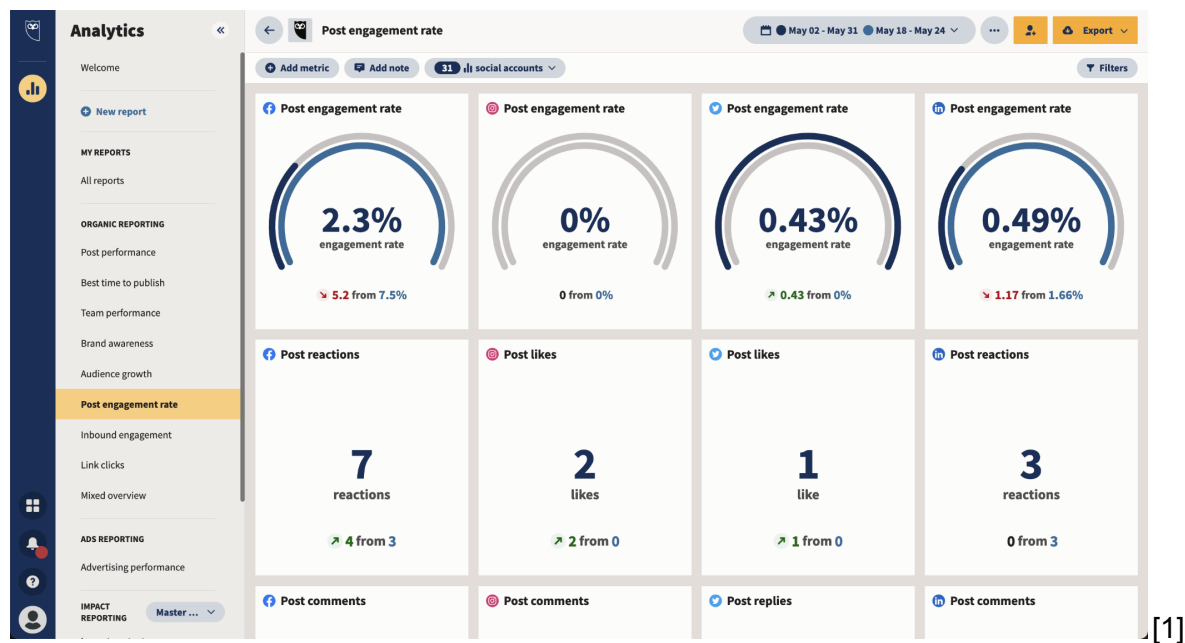 Analytics
«
Post engagement rate
May 02 - May 31 May 18 - May 24
Export
Welcome
New report
MY REPORTS
All reports
ORGANIC REPORTING
Post performance
Best time to publish
Team performance
Brand awareness
Audience growth
Post engagement rate
Inbound engagement
Link clicks
Mixed overview
ADS REPORTING
Advertising performance
IMPACT
REPORTING
Master ...
Add metric
Add note
31 social accounts
Filters
Post engagement rate
2.3%
engagement rate
5.2 from 7.5%
Post engagement rate
0%
engagement rate
0 from 0%
Post engagement rate
0.43%
engagement rate
0.43 from 0%
Post engagement rate
0.49%
engagement rate
1.17 from 1.66%
Post reactions
7
reactions
4 from 3
Post likes
2
likes
2 from 0
Post likes
1
like
1 from 0
Post reactions
3
reactions
0 from 3
Post comments
Post comments
Post replies
Post comments
[1]